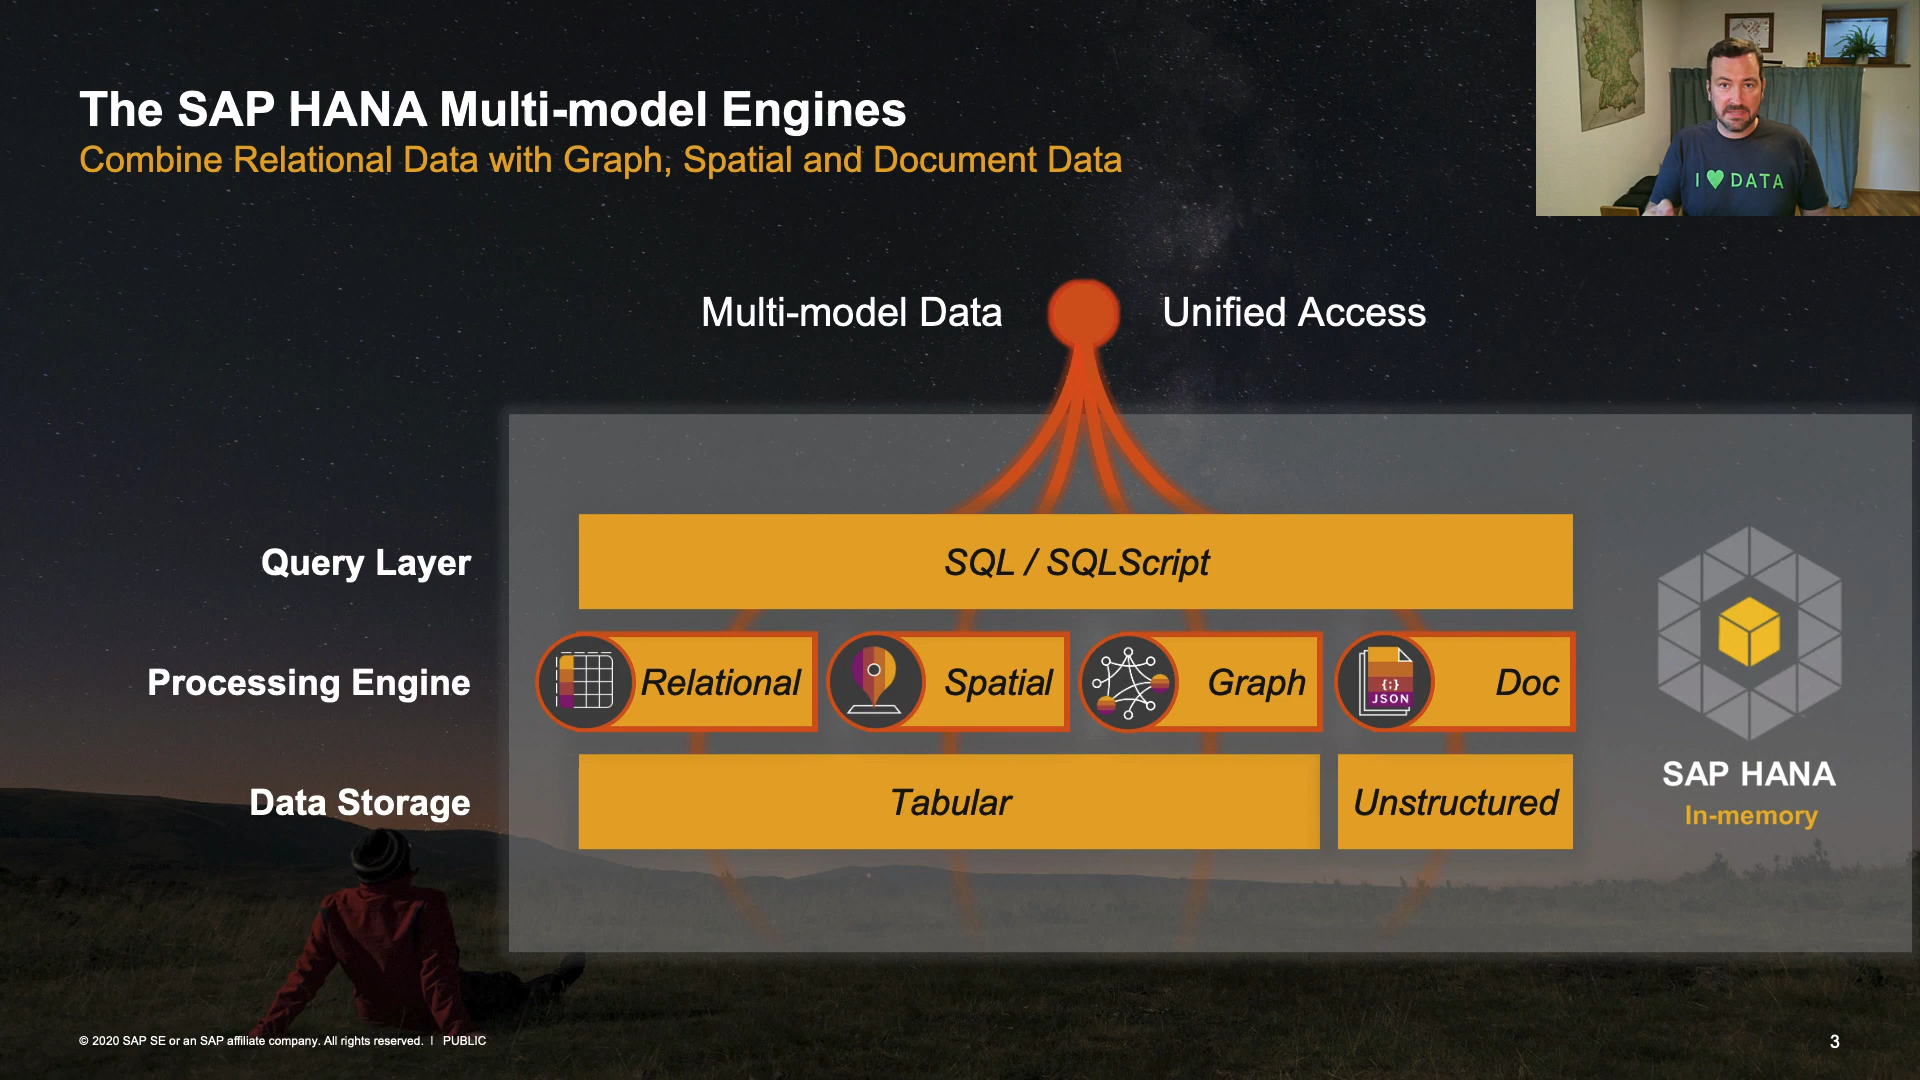 The SAP HANA Multi-model Engines
Combine Relational Data with Graph, Spatial and Document Data
I ♥ DATA
Multi-model Data
Unified Access
Query Layer
SQL / SQLScript
Processing Engine
Relational
Spatial
Graph
{;}
JSON
Doc
Data Storage
Tabular
Unstructured
SAP HANA
In-memory
© 2020 SAP SE or an SAP affiliate company. All rights reserved. | PUBLIC
3